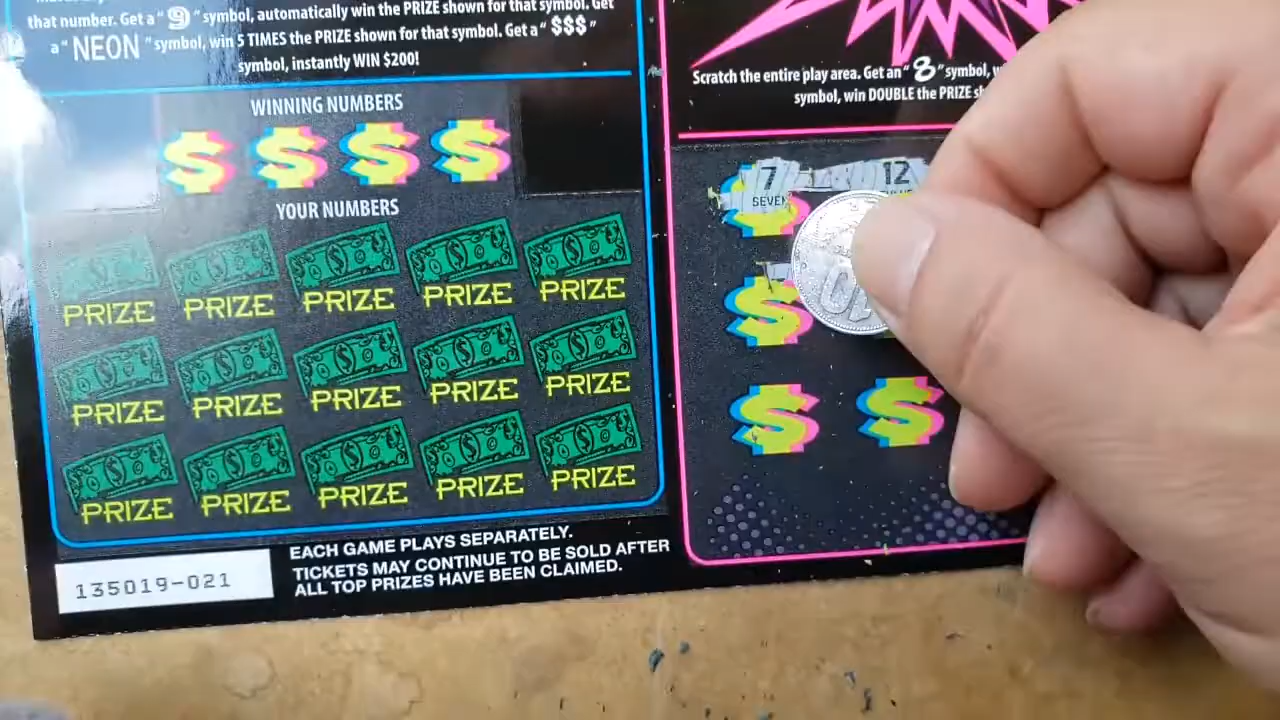 that number. Get a "9" symbol, automatically win the PRIZE shown for that symbol. Get
a "NEON" symbol, win 5 TIMES the PRIZE shown for that symbol. Get a "$$$"
symbol, instantly WIN $200!
WINNING NUMBERS
$ $ $ $
YOUR NUMBERS
PRIZE PRIZE PRIZE PRIZE PRIZE
PRIZE PRIZE PRIZE PRIZE PRIZE
PRIZE PRIZE PRIZE PRIZE PRIZE
135019-021
EACH GAME PLAYS SEPARATELY.
TICKETS MAY CONTINUE TO BE SOLD AFTER
ALL TOP PRIZES HAVE BEEN CLAIMED.
Scratch the entire play area. Get an "8" symbol,
symbol, win DOUBLE the PRIZE
7 12
SEVEN
$
$ $